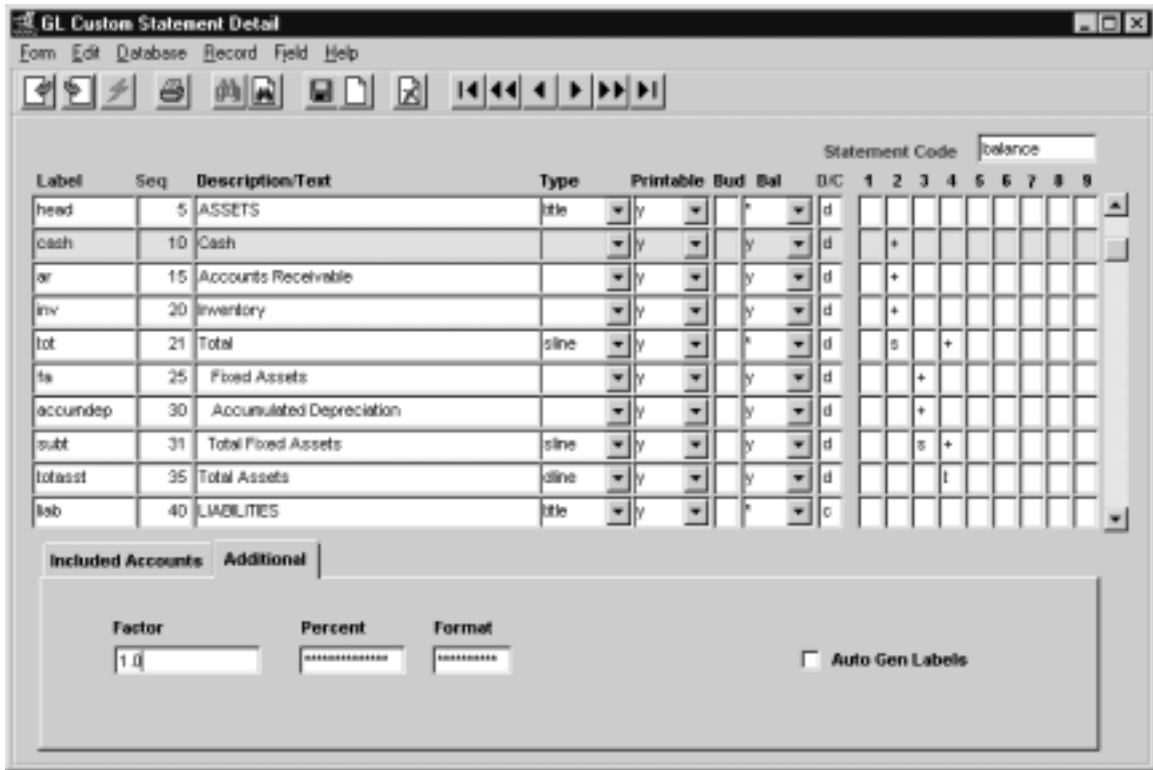 GL Custom Statement Detail
Form Edit Database Record Field Help
Statement Code balance
Label Seq Description/Text Type Printable Bud Bal D/C 1 2 3 4 5 6 7 8 9
head 5 ASSETS title y * d
cash 10 Cash y y d +
ar 15 Accounts Receivable y y d +
inv 20 Inventory y y d +
tot 21 Total sline y * d s +
fa 25 Fixed Assets y y d +
accumdep 30 Accumulated Depreciation y y d +
subt 31 Total Fixed Assets sline y y d s +
totasst 35 Total Assets dline y y d t
liab 40 LIABILITIES title y * c
Included Accounts Additional
Factor Percent Format
1.0 ************** **********
Auto Gen Labels